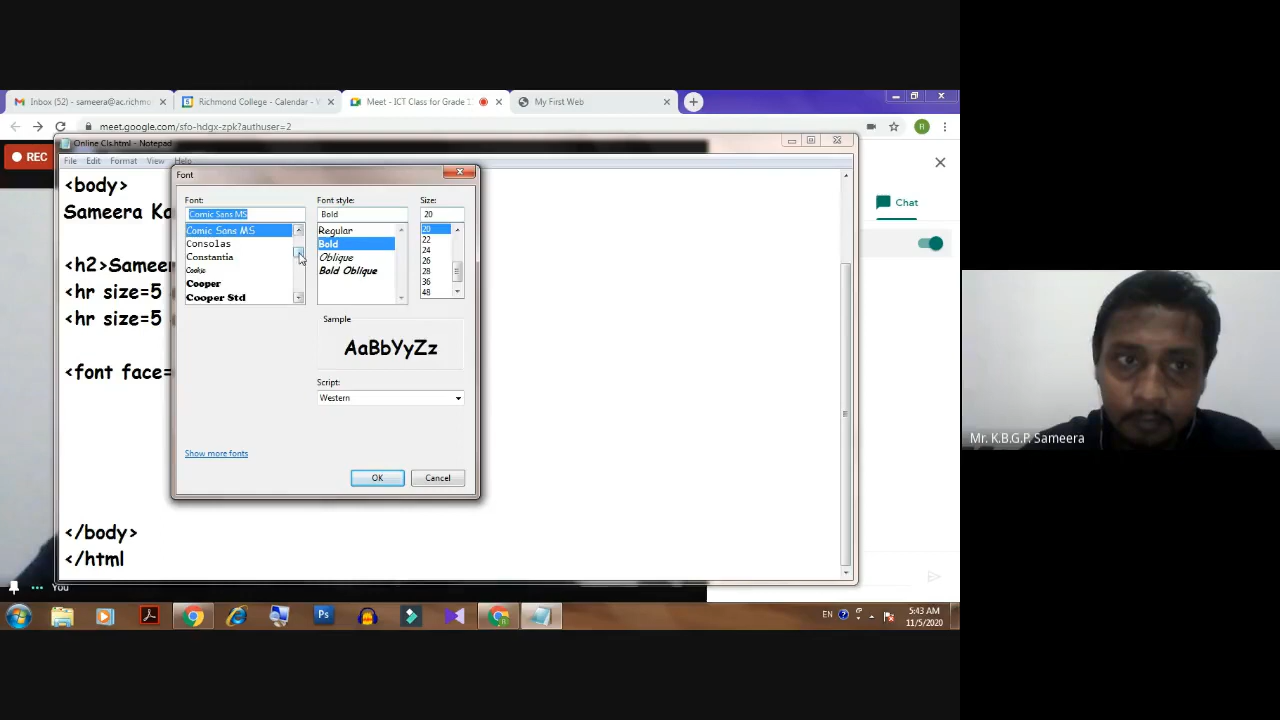 Inbox (52) - sameera@ac.richmo
Richmond College - Calendar -
Meet - ICT Class for Grade 1
My First Web
meet.google.com/sfo-hdgx-zpk?authuser=2
Online Cls.html - Notepad
REC
File Edit Format View Help
<body>
Sameera Ka
<h2>Sameer
<hr size=5
<hr size=5
<font face=
</body>
</html
Font
Font:
Comic Sans MS
Comic Sans MS
Consolas
Constantia
Cookie
Cooper
Cooper Std
Font style:
Bold
Regular
Bold
Oblique
Bold Oblique
Size:
20
20
22
24
26
28
36
48
Sample
AaBbYyZz
Script:
Western
Show more fonts
OK Cancel
Chat
Mr. K.B.G.P. Sameera
You
Ps
EN
5:43 AM
11/5/2020